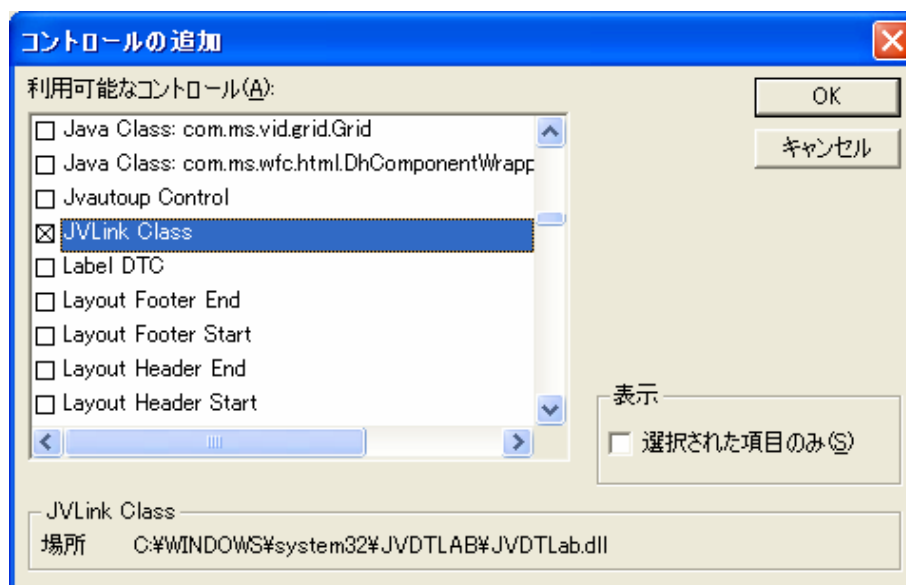 コントロールの追加
利用可能なコントロール(A):
Java Class: com.ms.vid.grid.Grid
Java Class: com.ms.wfc.html.DhComponentWrapp
Jvautoup Control
JVLink Class
Label DTC
Layout Footer End
Layout Footer Start
Layout Header End
Layout Header Start
OK
キャンセル
表示
選択された項目のみ(S)
JVLink Class
場所 C:¥WINDOWS¥system32¥JVDTLAB¥JVDTLab.dll